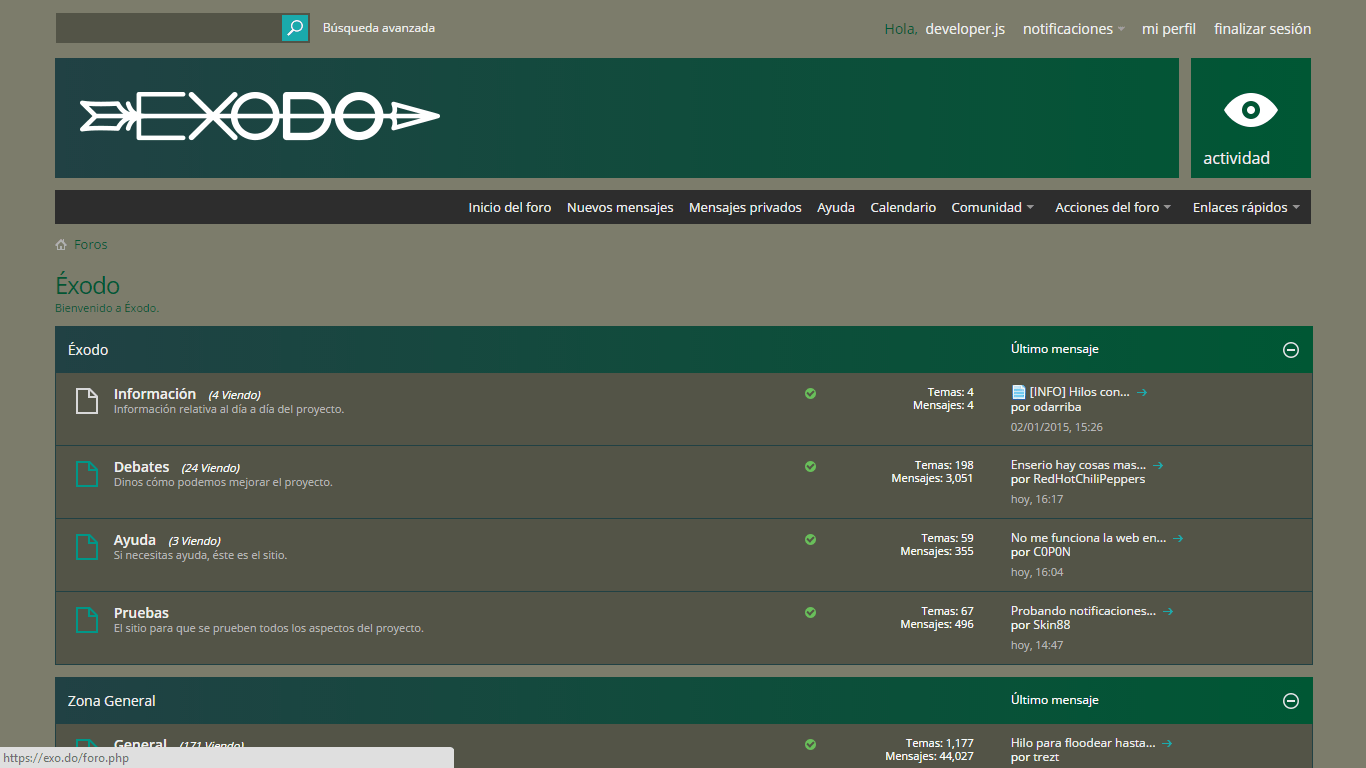 Búsqueda avanzada
Hola, developer.js notificaciones mi perfil finalizar sesión
EXODO
actividad
Inicio del foro Nuevos mensajes Mensajes privados Ayuda Calendario Comunidad Acciones del foro Enlaces rápidos
Foros
Éxodo
Bienvenido a Éxodo.
Éxodo Último mensaje
Información (4 Viendo)
Información relativa al día a día del proyecto.
Temas: 4
Mensajes: 4
[INFO] Hilos con...
por odarriba
02/01/2015, 15:26
Debates (24 Viendo)
Dinos cómo podemos mejorar el proyecto.
Temas: 198
Mensajes: 3,051
Enserio hay cosas mas...
por RedHotChiliPeppers
hoy, 16:17
Ayuda (3 Viendo)
Si necesitas ayuda, éste es el sitio.
Temas: 59
Mensajes: 355
No me funciona la web en...
por C0P0N
hoy, 16:04
Pruebas
El sitio para que se prueben todos los aspectos del proyecto.
Temas: 67
Mensajes: 496
Probando notificaciones...
por Skin88
hoy, 14:47
Zona General Último mensaje
General (171 Viendo)
Temas: 1,177
Mensajes: 44,027
Hilo para floodear hasta...
por trezt
https://exo.do/foro.php